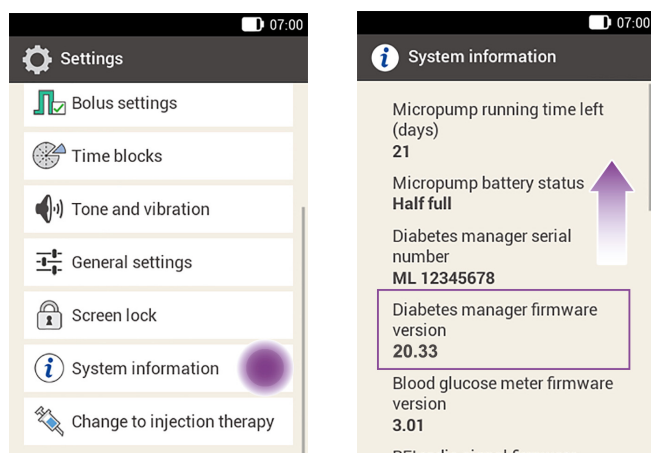 07:00
Settings
Bolus settings
Time blocks
Tone and vibration
General settings
Screen lock
System information
Change to injection therapy
07:00
System information
Micropump running time left
(days)
21
Micropump battery status
Half full
Diabetes manager serial
number
ML 12345678
Diabetes manager firmware
version
20.33
Blood glucose meter firmware
version
3.01